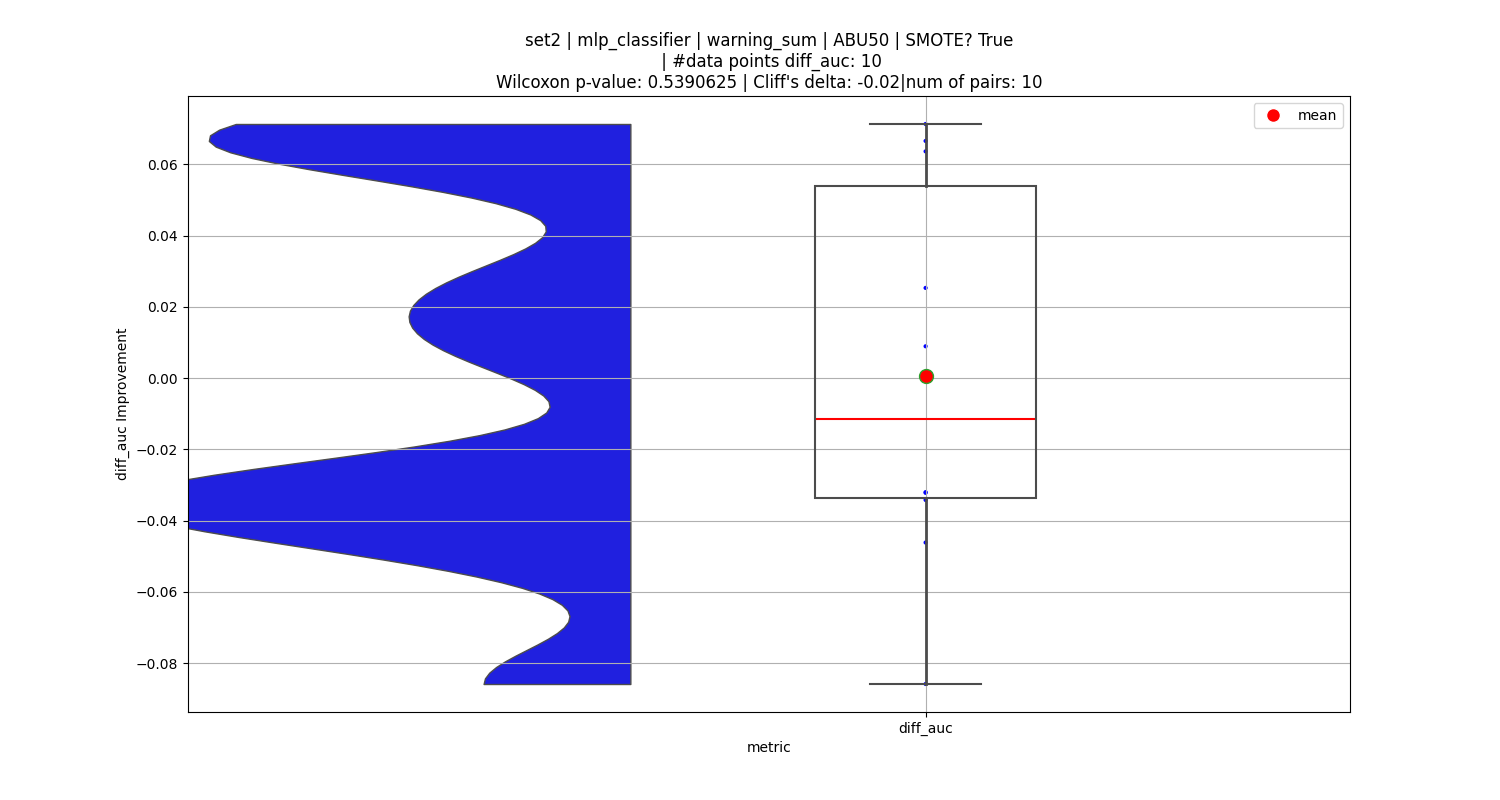 set2 | mlp_classifier | warning_sum | ABU50 | SMOTE? True
| #data points diff_auc: 10
Wilcoxon p-value: 0.5390625 | Cliff's delta: -0.02|num of pairs: 10
mean
0.06
0.04
0.02
0.00
−0.02
−0.04
−0.06
−0.08
diff_auc Improvement
diff_auc
metric